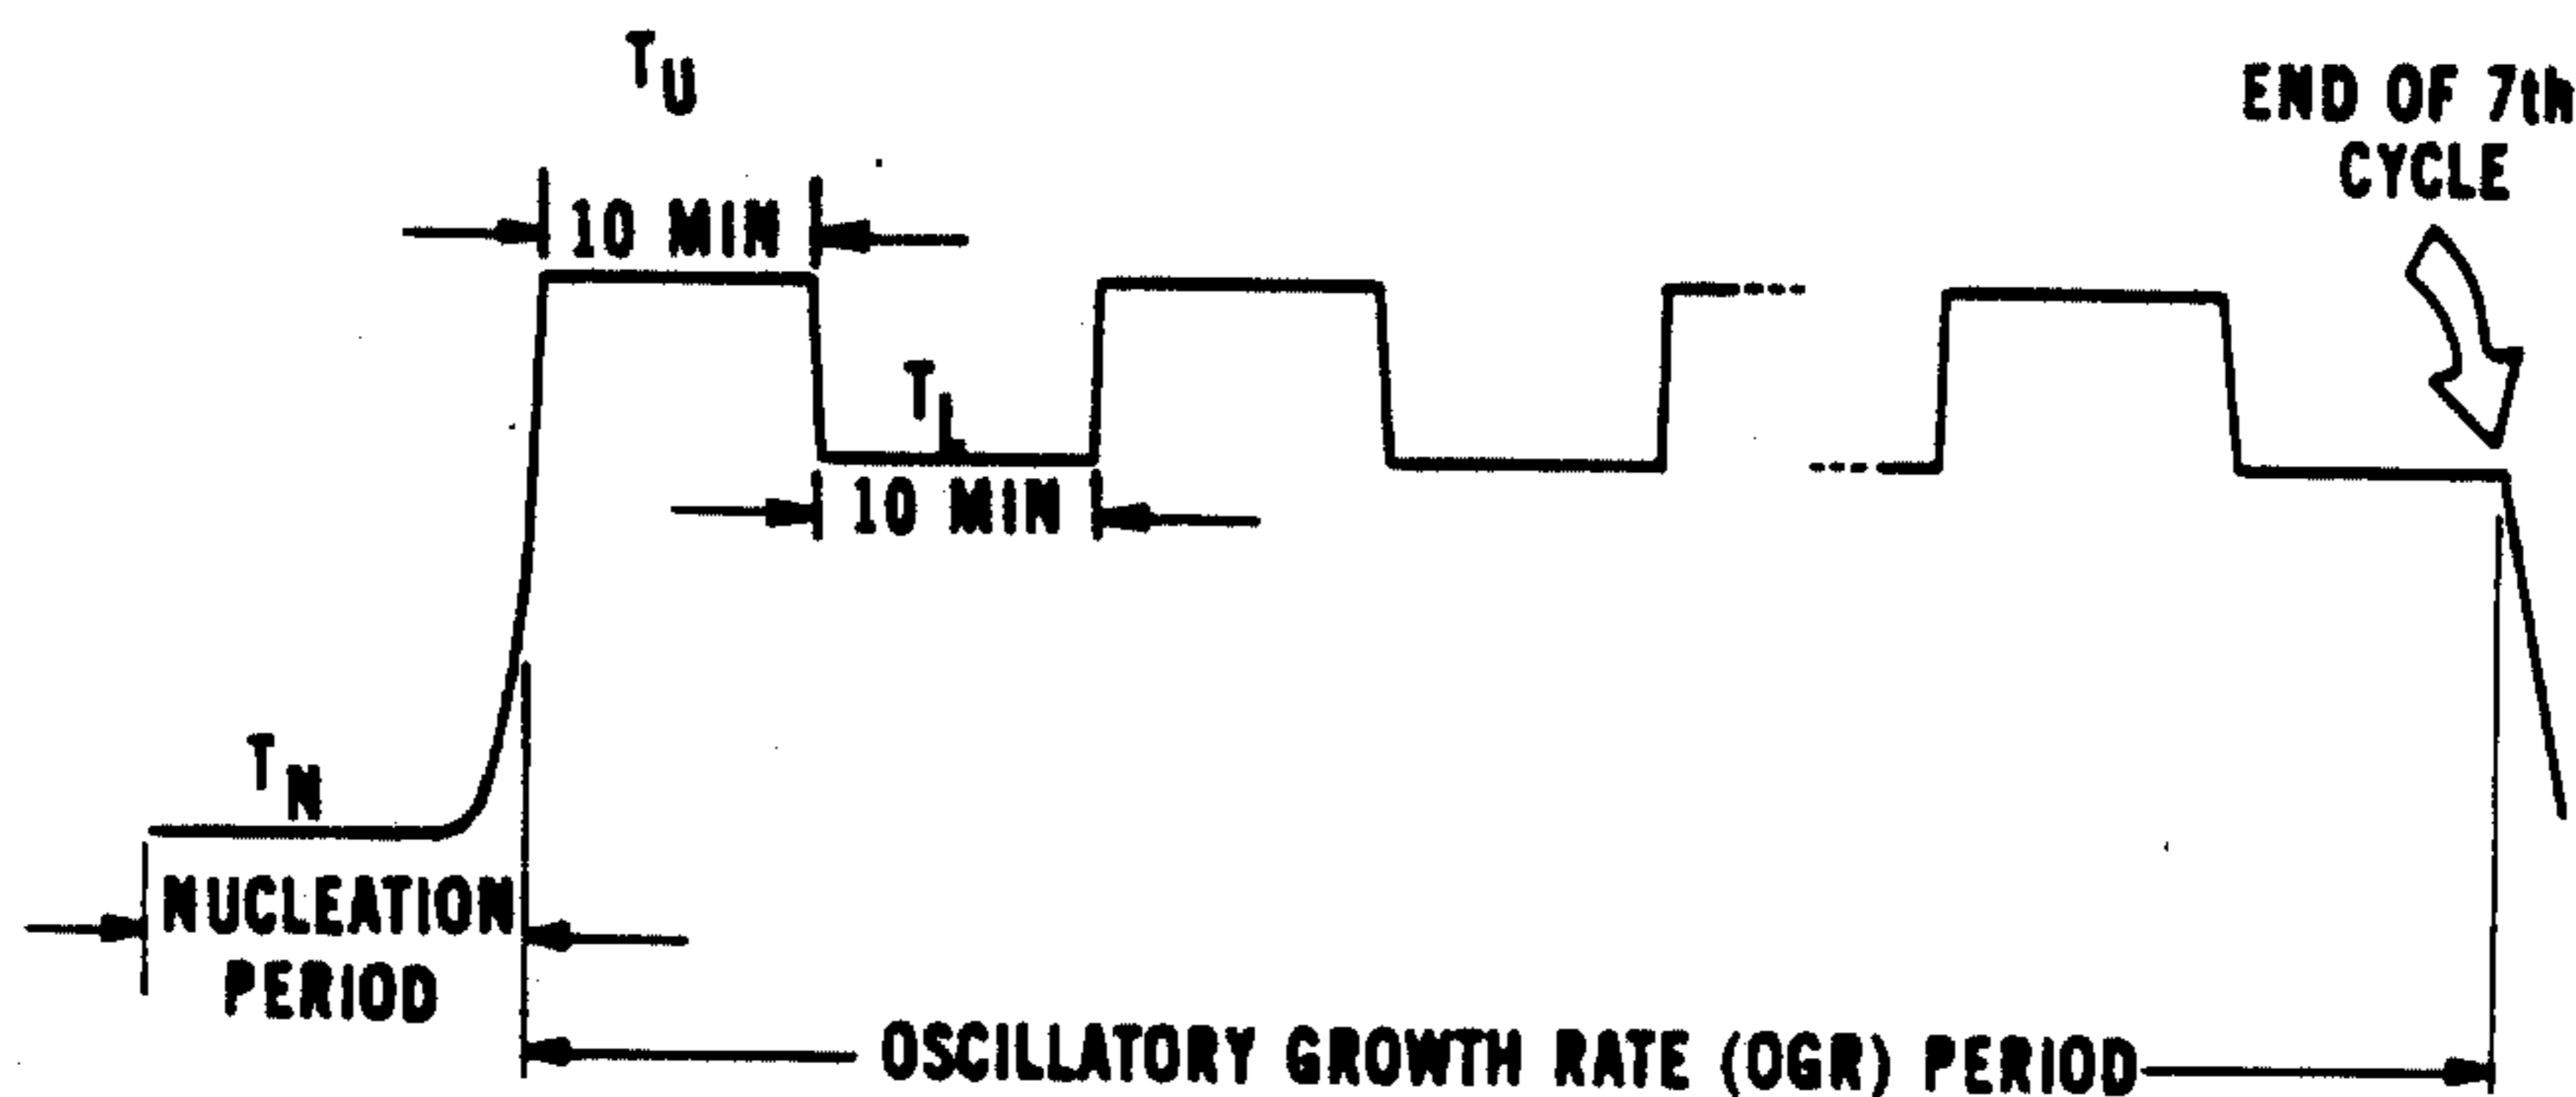 T_U
END OF 7th
CYCLE
10 MIN
T_L
10 MIN
T_N
NUCLEATION
PERIOD
OSCILLATORY GROWTH RATE (OGR) PERIOD